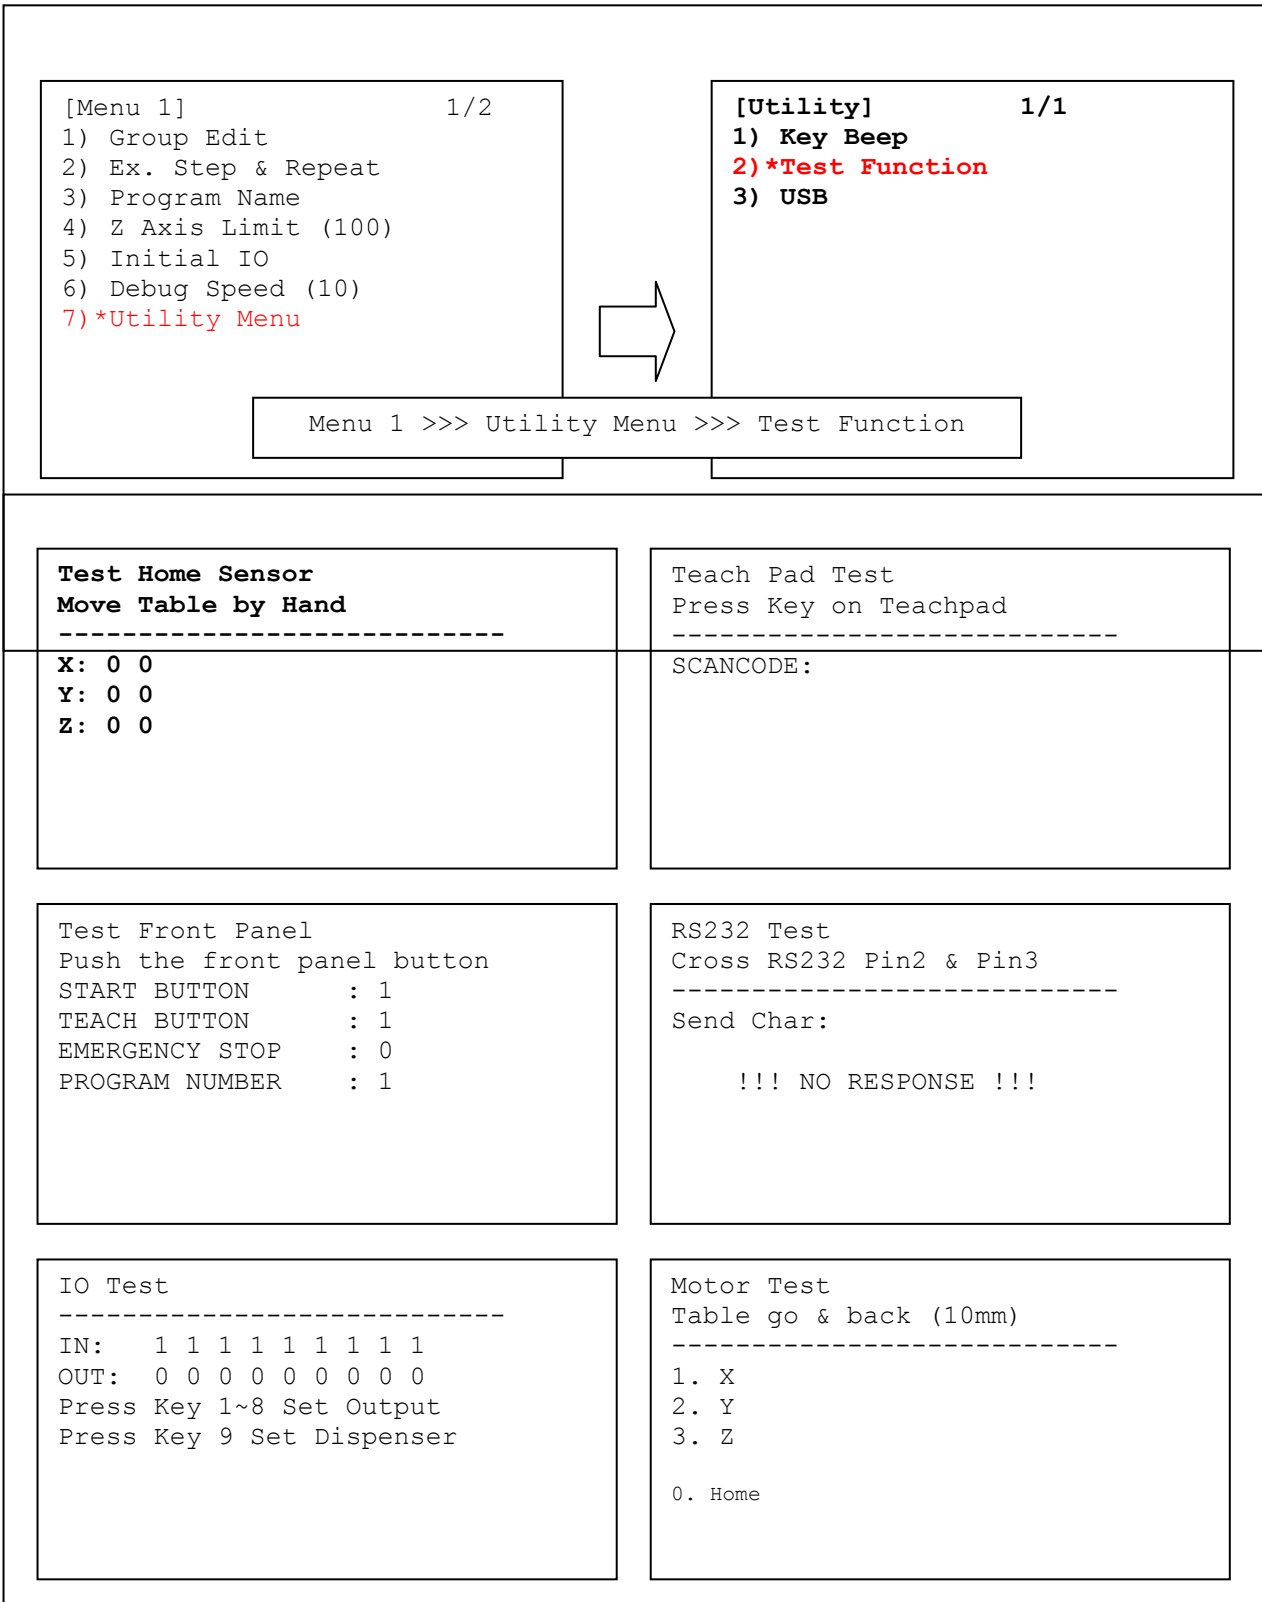 [Menu 1] 1/2
1) Group Edit
2) Ex. Step & Repeat
3) Program Name
4) Z Axis Limit (100)
5) Initial IO
6) Debug Speed (10)
7)*Utility Menu
[Utility] 1/1
1) Key Beep
2)*Test Function
3) USB
Menu 1 >>> Utility Menu >>> Test Function
Test Home Sensor
Move Table by Hand
----------------------------
X: 0 0
Y: 0 0
Z: 0 0
Teach Pad Test
Press Key on Teachpad
----------------------------
SCANCODE:
Test Front Panel
Push the front panel button
START BUTTON : 1
TEACH BUTTON : 1
EMERGENCY STOP : 0
PROGRAM NUMBER : 1
RS232 Test
Cross RS232 Pin2 & Pin3
----------------------------
Send Char:
!!! NO RESPONSE !!!
IO Test
----------------------------
IN: 1 1 1 1 1 1 1 1 1
OUT: 0 0 0 0 0 0 0 0 0
Press Key 1~8 Set Output
Press Key 9 Set Dispenser
Motor Test
Table go & back (10mm)
----------------------------
1. X
2. Y
3. Z
0. Home